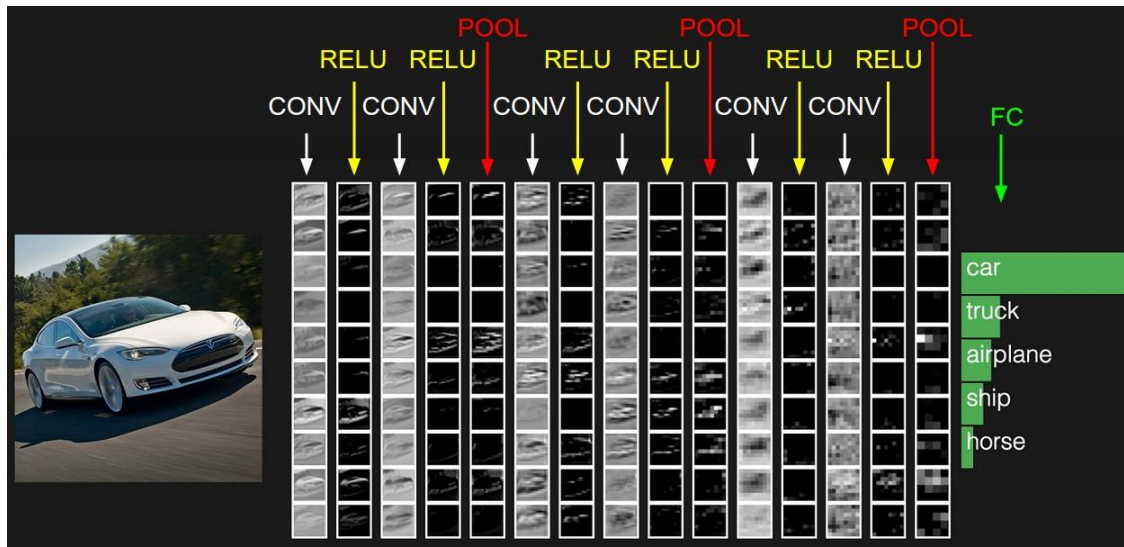 POOL POOL POOL
RELU RELU RELU RELU RELU RELU
CONV CONV CONV CONV CONV CONV
FC
car
truck
airplane
ship
horse